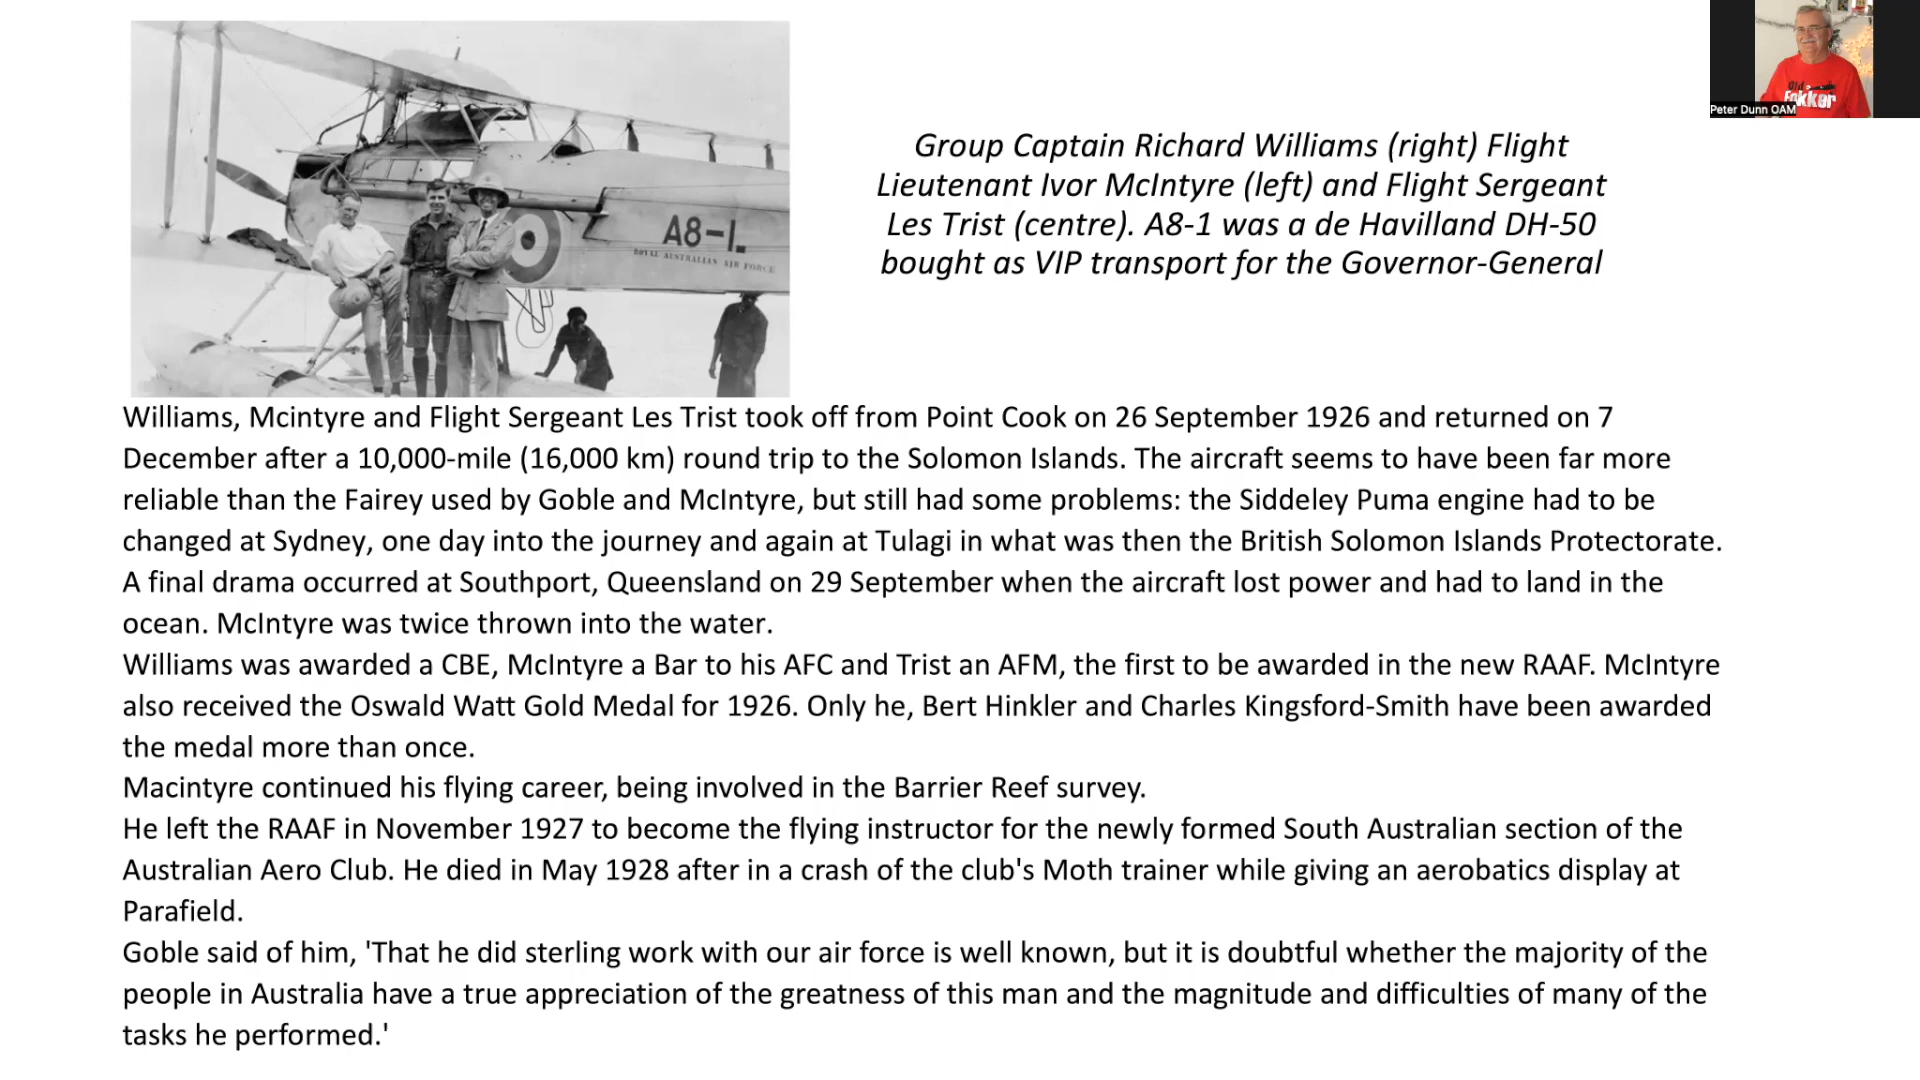 Peter Dunn OAM
Old
Fokker
Group Captain Richard Williams (right) Flight
Lieutenant Ivor McIntyre (left) and Flight Sergeant
Les Trist (centre). A8-1 was a de Havilland DH-50
bought as VIP transport for the Governor-General
A8-1
ROYAL AUSTRALIAN AIR FORCE
Williams, Mcintyre and Flight Sergeant Les Trist took off from Point Cook on 26 September 1926 and returned on 7
December after a 10,000-mile (16,000 km) round trip to the Solomon Islands. The aircraft seems to have been far more
reliable than the Fairey used by Goble and McIntyre, but still had some problems: the Siddeley Puma engine had to be
changed at Sydney, one day into the journey and again at Tulagi in what was then the British Solomon Islands Protectorate.
A final drama occurred at Southport, Queensland on 29 September when the aircraft lost power and had to land in the
ocean. McIntyre was twice thrown into the water.
Williams was awarded a CBE, McIntyre a Bar to his AFC and Trist an AFM, the first to be awarded in the new RAAF. McIntyre
also received the Oswald Watt Gold Medal for 1926. Only he, Bert Hinkler and Charles Kingsford-Smith have been awarded
the medal more than once.
Macintyre continued his flying career, being involved in the Barrier Reef survey.
He left the RAAF in November 1927 to become the flying instructor for the newly formed South Australian section of the
Australian Aero Club. He died in May 1928 after in a crash of the club's Moth trainer while giving an aerobatics display at
Parafield.
Goble said of him, 'That he did sterling work with our air force is well known, but it is doubtful whether the majority of the
people in Australia have a true appreciation of the greatness of this man and the magnitude and difficulties of many of the
tasks he performed.'